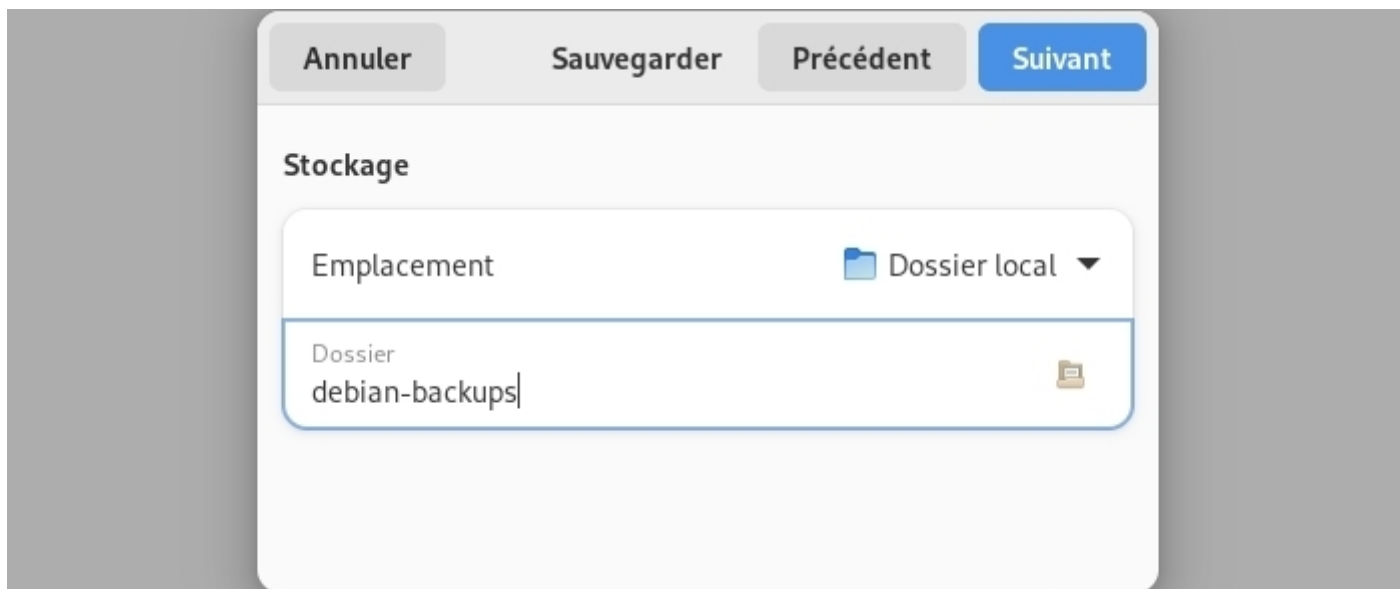 Annuler Sauvegarder Précédent Suivant
Stockage
Emplacement Dossier local
Dossier
debian-backups